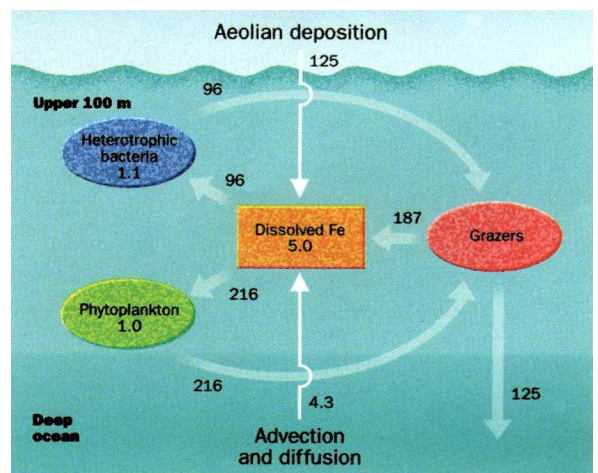 Aeolian deposition
125
96
Upper 100 m
Heterotrophic
bacteria
1.1
96
187
Dissolved Fe
5.0
Grazers
216
Phytoplankton
1.0
216
4.3
125
Deep
ocean
Advection
and diffusion